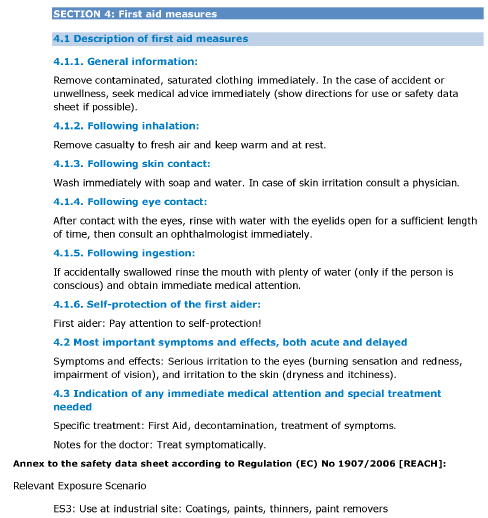 SECTION 4: First aid measures
4.1 Description of first aid measures
4.1.1. General information:
Remove contaminated, saturated clothing immediately. In the case of accident or
unwellness, seek medical advice immediately (show directions for use or safety data
sheet if possible).
4.1.2. Following inhalation:
Remove casualty to fresh air and keep warm and at rest.
4.1.3. Following skin contact:
Wash immediately with soap and water. In case of skin irritation consult a physician.
4.1.4. Following eye contact:
After contact with the eyes, rinse with water with the eyelids open for a sufficient length
of time, then consult an ophthalmologist immediately.
4.1.5. Following ingestion:
If accidentally swallowed rinse the mouth with plenty of water (only if the person is
conscious) and obtain immediate medical attention.
4.1.6. Self-protection of the first aider:
First aider: Pay attention to self-protection!
4.2 Most important symptoms and effects, both acute and delayed
Symptoms and effects: Serious irritation to the eyes (burning sensation and redness,
impairment of vision), and irritation to the skin (dryness and itchiness).
4.3 Indication of any immediate medical attention and special treatment
needed
Specific treatment: First Aid, decontamination, treatment of symptoms.
Notes for the doctor: Treat symptomatically.
Annex to the safety data sheet according to Regulation (EC) No 1907/2006 [REACH]:
Relevant Exposure Scenario
ES3: Use at industrial site: Coatings, paints, thinners, paint removers